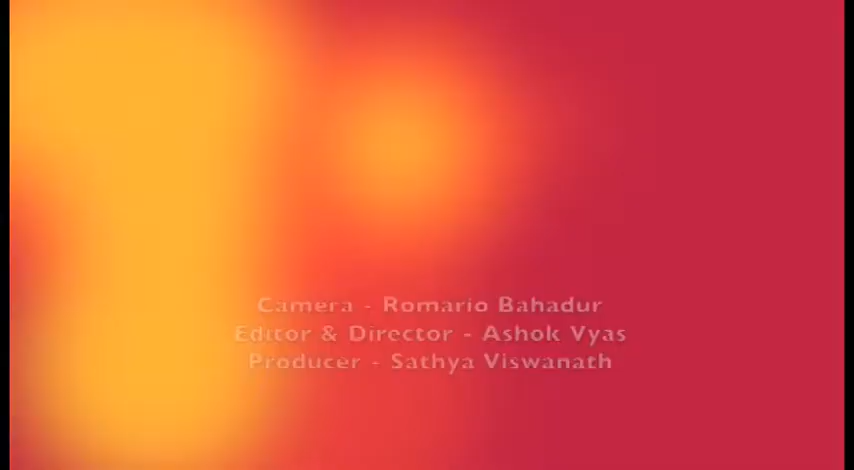 Camera - Romario Bahadur
Editor & Director - Ashok Vyas
Producer - Sathya Viswanath